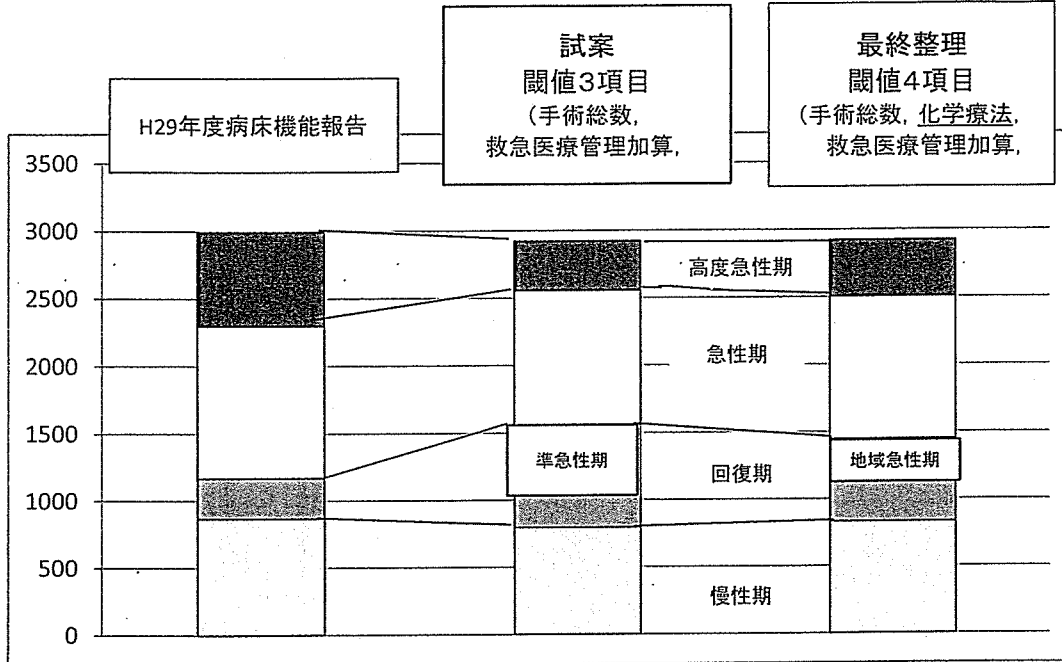 H29年度病床機能報告
試案
閾値3項目
(手術総数,
救急医療管理加算,
最終整理
閾値4項目
(手術総数, 化学療法,
救急医療管理加算,
3500
3000
2500
2000
1500
1000
500
0
高度急性期
急性期
準急性期
回復期
地域急性期
慢性期